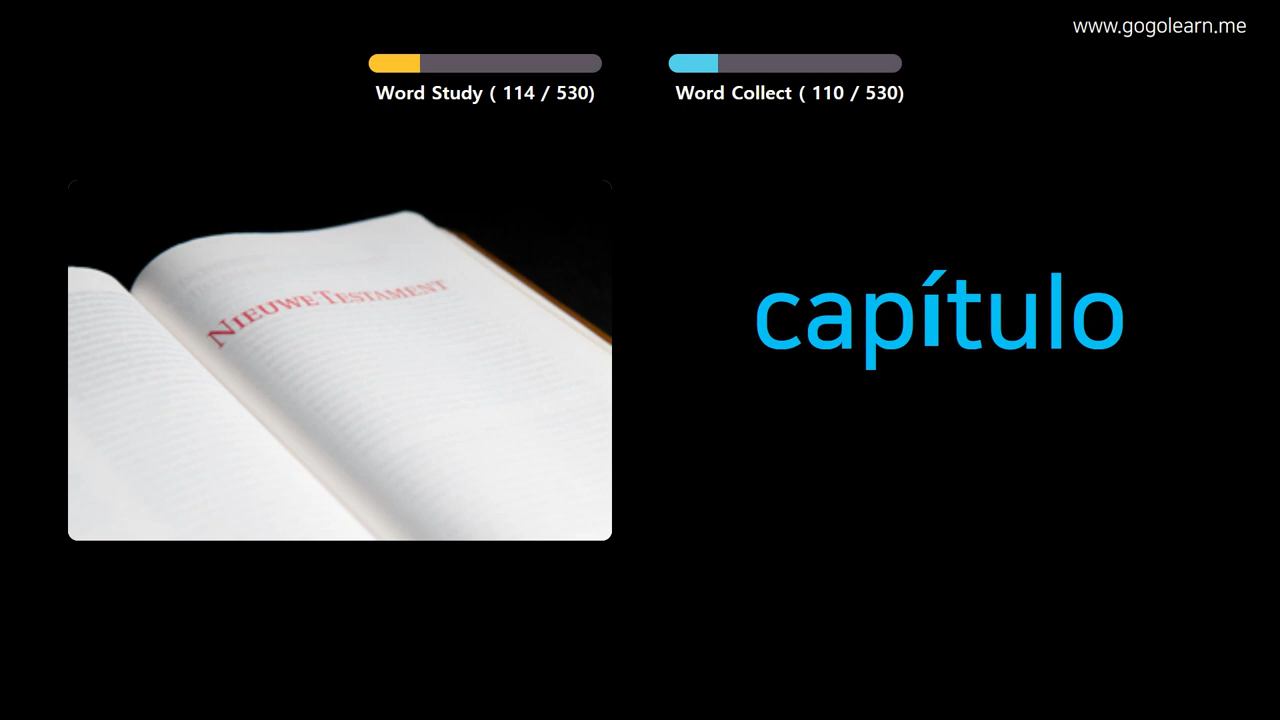 www.gogolearn.me
Word Study ( 114 / 530)
Word Collect ( 110 / 530)
NIEUWE TESTAMENT
capítulo